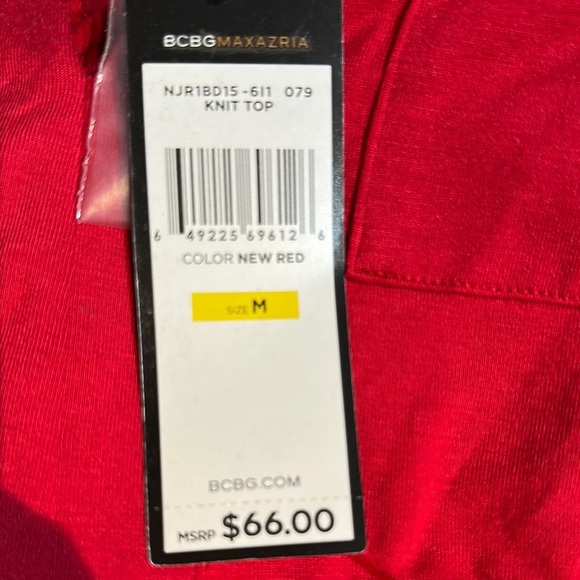 BCBGMAXAZRIA
NJR1BD15-6I1 079
KNIT TOP
6 49225 69612 6
COLOR NEW RED
SIZE M
BCBG.COM
MSRP $66.00